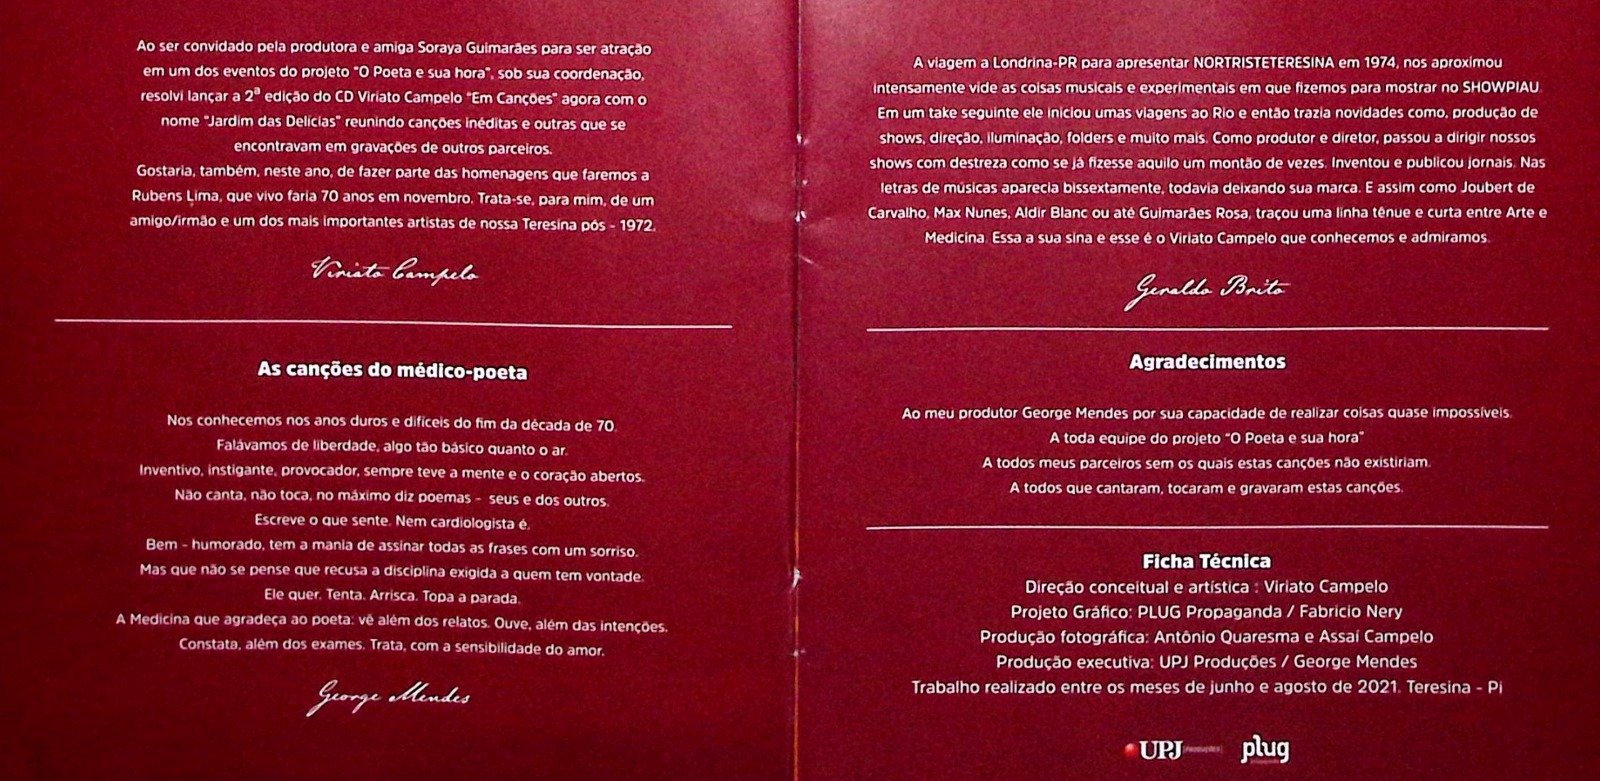 Ao ser convidado pela produtora e amiga Soraya Guimarães para ser atração
em um dos eventos do projeto "O Poeta e sua hora", sob sua coordenação,
resolvi lançar a 2ª edição do CD Viriato Campelo "Em Canções" agora com o
nome "Jardim das Delícias" reunindo canções inéditas e outras que se
encontravam em gravações de outros parceiros.
Gostaria, também, neste ano, de fazer parte das homenagens que faremos a
Rubens Lima, que vivo faria 70 anos em novembro. Trata-se, para mim, de um
amigo/irmão e um dos mais importantes artistas de nossa Teresina pós - 1972.
Viriato Campelo
As canções do médico-poeta
Nos conhecemos nos anos duros e difíceis do fim da década de 70.
Falávamos de liberdade, algo tão básico quanto o ar.
Inventivo, instigante, provocador, sempre teve a mente e o coração abertos.
Não canta, não toca, no máximo diz poemas - seus e dos outros.
Escreve o que sente. Nem cardiologista é.
Bem - humorado, tem a mania de assinar todas as frases com um sorriso.
Mas que não se pense que recusa a disciplina exigida a quem tem vontade.
Ele quer. Tenta. Arrisca. Topa a parada.
A Medicina que agradeça ao poeta: vê além dos relatos. Ouve, além das intenções.
Constata, além dos exames. Trata, com a sensibilidade do amor.
George Mendes
A viagem a Londrina-PR para apresentar NORTRISTETERESINA em 1974, nos aproximou
intensamente vide as coisas musicais e experimentais em que fizemos para mostrar no SHOWPIAU.
Em um take seguinte ele iniciou umas viagens ao Rio e então trazia novidades como, produção de
shows, direção, iluminação, folders e muito mais. Como produtor e diretor, passou a dirigir nossos
shows com destreza como se já fizesse aquilo um montão de vezes. Inventou e publicou jornais. Nas
letras de músicas aparecia bissextamente, todavia deixando sua marca. E assim como Joubert de
Carvalho, Max Nunes, Aldir Blanc ou até Guimarães Rosa, traçou uma linha tênue e curta entre Arte e
Medicina. Essa a sua sina e esse é o Viriato Campelo que conhecemos e admiramos.
Geraldo Brito
Agradecimentos
Ao meu produtor George Mendes por sua capacidade de realizar coisas quase impossíveis.
A toda equipe do projeto "O Poeta e sua hora"
A todos meus parceiros sem os quais estas canções não existiriam.
A todos que cantaram, tocaram e gravaram estas canções.
Ficha Técnica
Direção conceitual e artística : Viriato Campelo
Projeto Gráfico: PLUG Propaganda / Fabricio Nery
Produção fotográfica: Antônio Quaresma e Assaí Campelo
Produção executiva: UPJ Produções / George Mendes
Trabalho realizado entre os meses de junho e agosto de 2021. Teresina - Pi
UPJ PRODUÇÕES plug